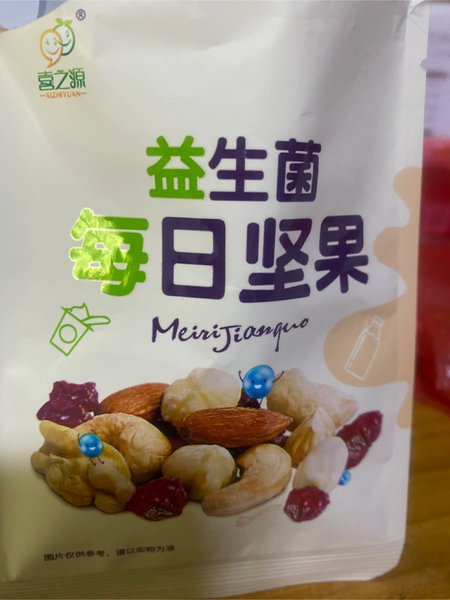 ®
喜之源
XIZHIYUAN
益生菌
每日坚果
MeiriJianguo
图片仅供参考，请以实物为准